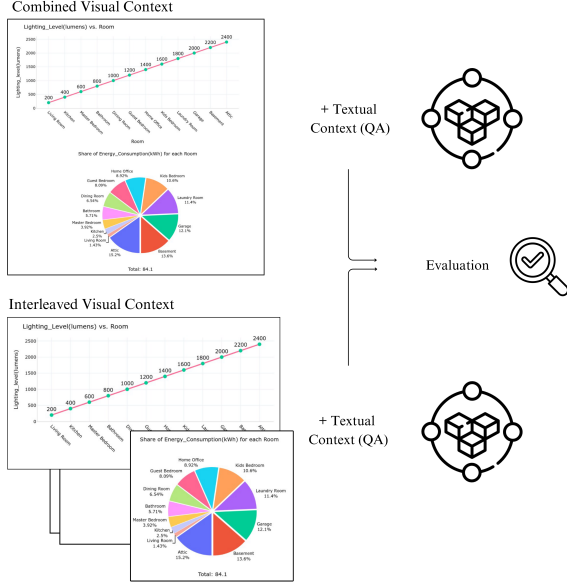 Combined Visual Context
Lighting_Level(lumens) vs. Room
Lighting_level(lumens)
2500
2000
1500
1000
500
0
200
400
600
800
1000
1200
1400
1600
1800
2000
2200
2400
Living Room
Kitchen
Master Bedroom
Bathroom
Dining Room
Guest Bedroom
Home Office
Kids Bedroom
Laundry Room
Garage
Basement
Attic
Room
Share of Energy_Consumption(kWh) for each Room
Home Office
8.92%
Kids Bedroom
10.8%
Guest Bedroom
8.09%
Laundry Room
11.4%
Dining Room
6.54%
Bathroom
5.71%
Garage
12.1%
Master Bedroom
3.92%
Kitchen
2.5%
Living Room
1.43%
Attic
15.2%
Basement
13.6%
Total: 84.1
+ Textual
Context (QA)
Evaluation
Interleaved Visual Context
Lighting_Level(lumens) vs. Room
Lighting_level(lumens)
2500
2000
1500
1000
500
0
200
400
600
800
1000
1200
1400
1600
1800
2000
2200
2400
Living Room
Kitchen
Master Bedroom
Bathroom
Share of Energy_Consumption(kWh) for each Room
Home Office
8.92%
Kids Bedroom
10.8%
Guest Bedroom
8.09%
Laundry Room
11.4%
Dining Room
6.54%
Bathroom
5.71%
Garage
12.1%
Master Bedroom
3.92%
Kitchen
2.5%
Living Room
1.43%
Attic
15.2%
Basement
13.6%
Total: 84.1
+ Textual
Context (QA)